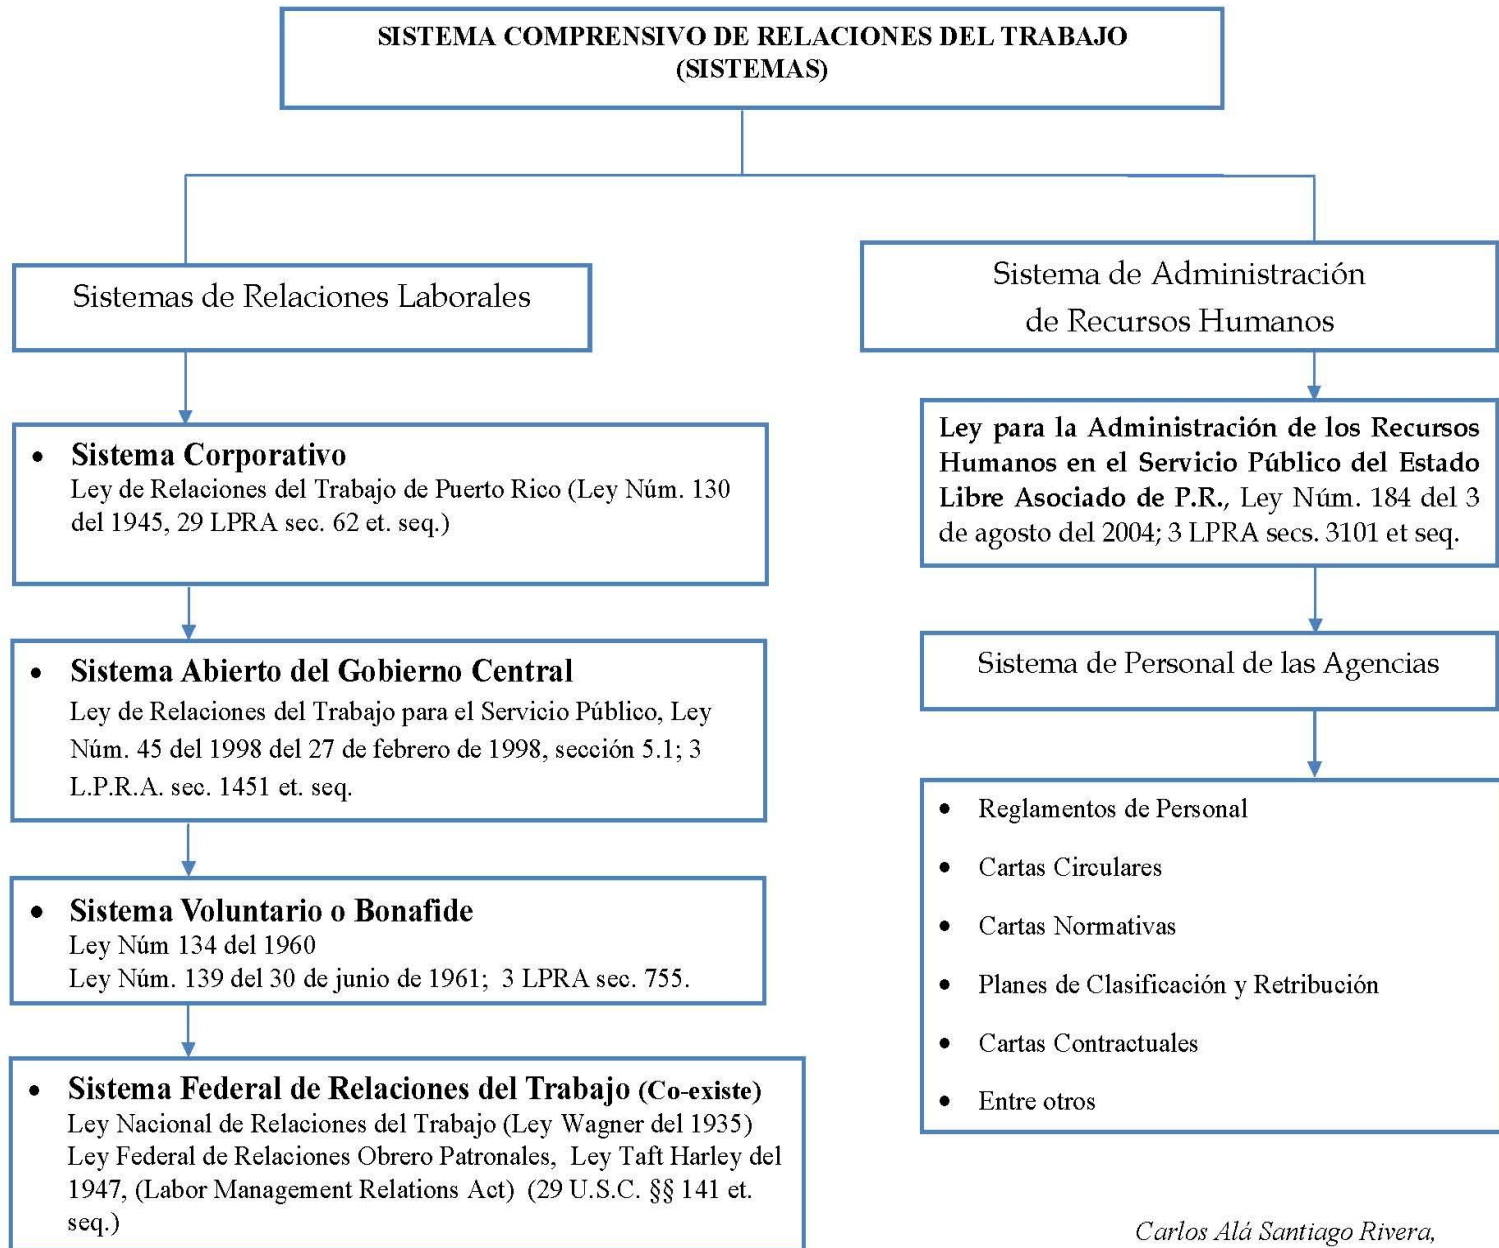 SISTEMA COMPRENSIVO DE RELACIONES DEL TRABAJO
(SISTEMAS)
Sistemas de Relaciones Laborales
• Sistema Corporativo
Ley de Relaciones del Trabajo de Puerto Rico (Ley Núm. 130
del 1945, 29 LPRA sec. 62 et. seq.)
• Sistema Abierto del Gobierno Central
Ley de Relaciones del Trabajo para el Servicio Público, Ley
Núm. 45 del 1998 del 27 de febrero de 1998, sección 5.1; 3
L.P.R.A. sec. 1451 et. seq.
• Sistema Voluntario o Bonafide
Ley Núm 134 del 1960
Ley Núm. 139 del 30 de junio de 1961; 3 LPRA sec. 755.
• Sistema Federal de Relaciones del Trabajo (Co-existe)
Ley Nacional de Relaciones del Trabajo (Ley Wagner del 1935)
Ley Federal de Relaciones Obrero Patronales, Ley Taft Harley del
1947, (Labor Management Relations Act) (29 U.S.C. §§ 141 et.
seq.)
Sistema de Administración
de Recursos Humanos
Ley para la Administración de los Recursos
Humanos en el Servicio Público del Estado
Libre Asociado de P.R., Ley Núm. 184 del 3
de agosto del 2004; 3 LPRA secs. 3101 et seq.
Sistema de Personal de las Agencias
• Reglamentos de Personal
• Cartas Circulares
• Cartas Normativas
• Planes de Clasificación y Retribución
• Cartas Contractuales
• Entre otros
Carlos Alá Santiago Rivera,